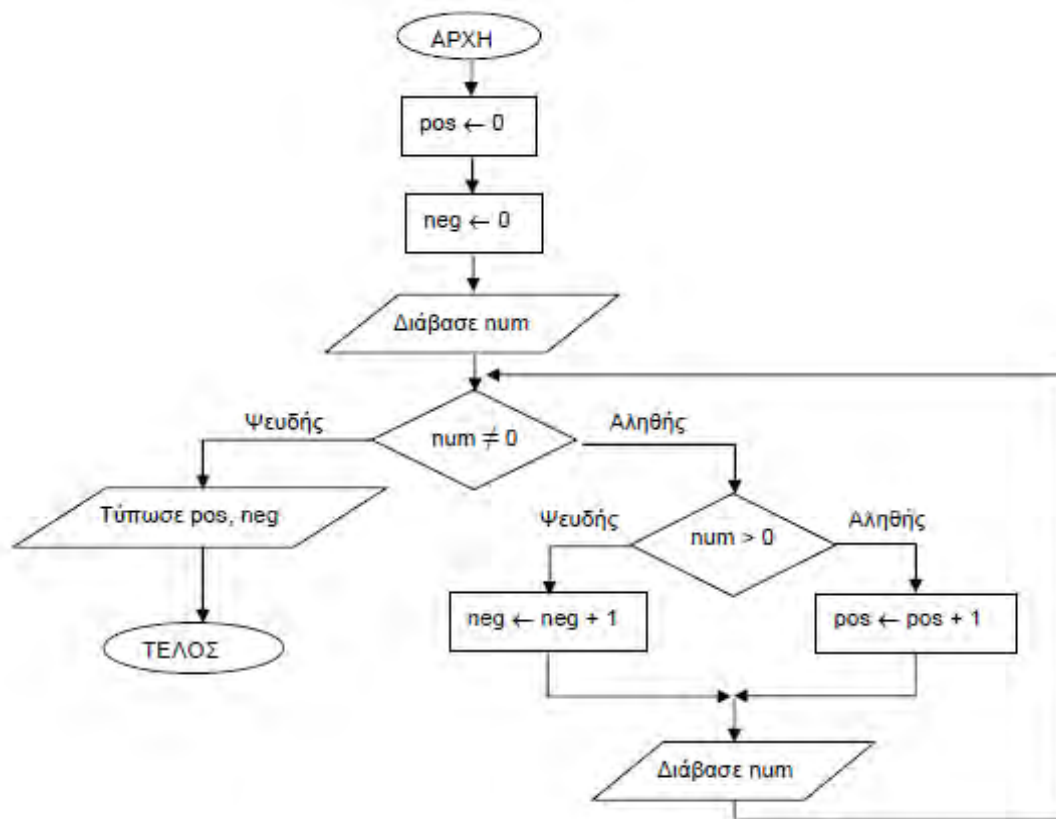 ΑΡΧΗ
pos ← 0
neg ← 0
Διάβασε num
Ψευδής
num ≠ 0
Αληθής
Τύπωσε pos, neg
Ψευδής
num > 0
Αληθής
neg ← neg + 1
pos ← pos + 1
ΤΕΛΟΣ
Διάβασε num